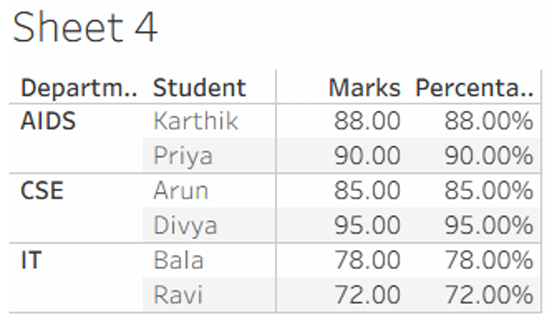 Sheet 4
Departm.. Student Marks Percenta..
AIDS Karthik 88.00 88.00%
Priya 90.00 90.00%
CSE Arun 85.00 85.00%
Divya 95.00 95.00%
IT Bala 78.00 78.00%
Ravi 72.00 72.00%